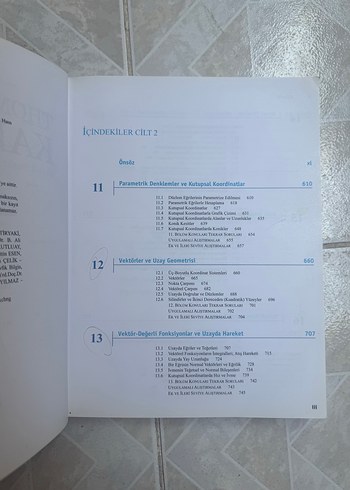 İÇİNDEKİLER CİLT 2
Önsöz xi
11 Parametrik Denklemler ve Kutupsal Koordinatlar 610
11.1 Düzlem Eğrilerinin Parametrize Edilmesi 610
11.2 Parametrik Eğrilerle Hesaplama 618
11.3 Kutupsal Koordinatlar 627
11.4 Kutupsal Koordinatlarla Grafik Çizimi 631
11.5 Kutupsal Koordinatlarda Alanlar ve Uzunluklar 635
11.6 Konik Kesitler 639
11.7 Kutupsal Koordinatlarda Konikler 648
11. BÖLÜM KONULARI TEKRAR SORULARI 654
UYGULAMALI ALIŞTIRMALAR 655
EK VE İLERİ SEVİYE ALIŞTIRMALAR 657
12 Vektörler ve Uzay Geometrisi 660
12.1 Üç Boyutlu Koordinat Sistemleri 660
12.2 Vektörler 665
12.3 Nokta Çarpım 674
12.4 Vektörel Çarpım 682
12.5 Uzayda Doğrular ve Düzlemler 688
12.6 Silindirler ve İkinci Dereceden (Kuadratik) Yüzeyler 696
12. BÖLÜM KONULARI TEKRAR SORULARI 701
UYGULAMALI ALIŞTIRMALAR 702
EK VE İLERİ SEVİYE ALIŞTIRMALAR 704
13 Vektör-Değerli Fonksiyonlar ve Uzayda Hareket 707
13.1 Uzayda Eğriler ve Teğetleri 707
13.2 Vektörel Fonksiyonların İntegralleri; Atış Hareketi 715
13.3 Uzayda Yay Uzunluğu 724
13.4 Bir Eğrinin Normal Vektörleri ve Eğrilik 728
13.5 İvmenin Teğetsel ve Normal Bileşenleri 734
13.6 Kutupsal Koordinatlarda Hız ve İvme 739
13. BÖLÜM KONULARI TEKRAR SORULARI 742
UYGULAMALI ALIŞTIRMALAR 743
EK VE İLERİ SEVİYE ALIŞTIRMALAR 745
III